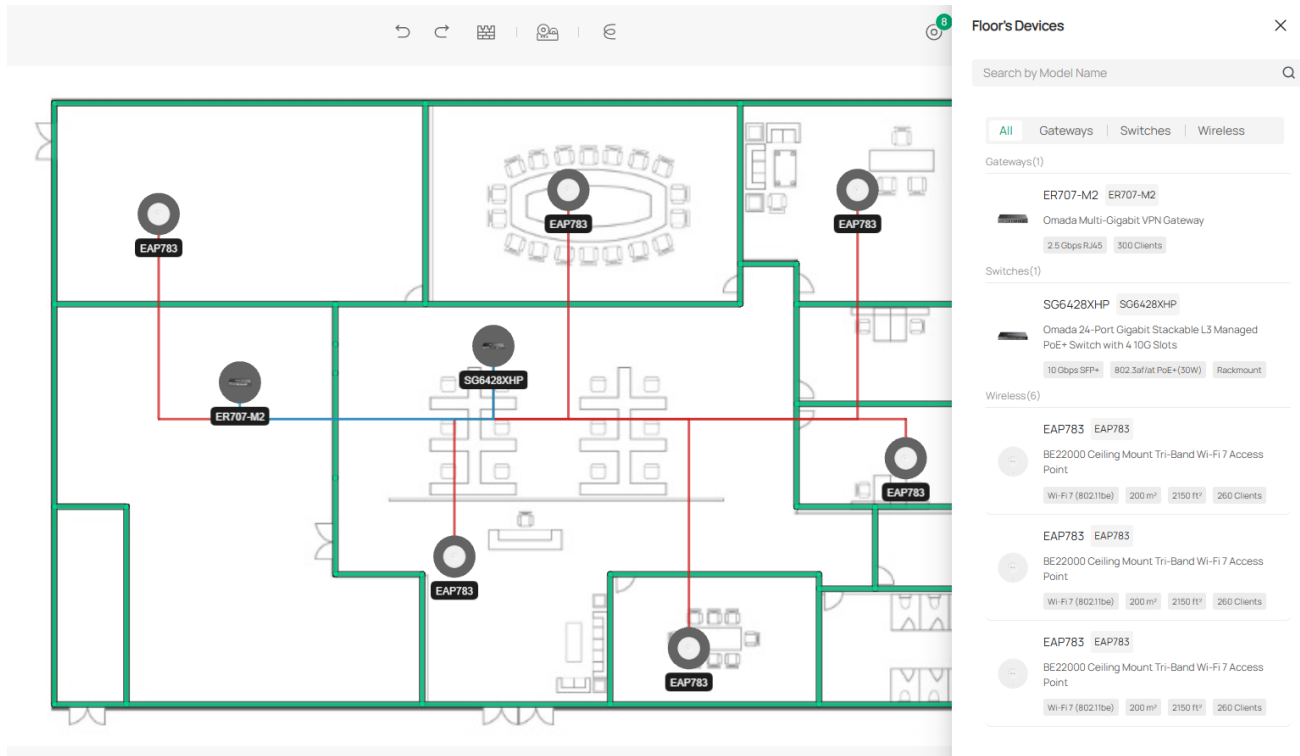 8
Floor's Devices
Search by Model Name
All Gateways Switches Wireless
Gateways(1)
ER707-M2 ER707-M2
Omada Multi-Gigabit VPN Gateway
2.5 Gbps RJ45 300 Clients
Switches(1)
SG6428XHP SG6428XHP
Omada 24-Port Gigabit Stackable L3 Managed
PoE+ Switch with 4 10G Slots
10 Gbps SFP+ 802.3af/at PoE+(30W) Rackmount
Wireless(6)
EAP783 EAP783
BE22000 Ceiling Mount Tri-Band Wi-Fi 7 Access
Point
Wi-Fi 7 (802.11be) 200 m² 2150 ft² 260 Clients
EAP783 EAP783
BE22000 Ceiling Mount Tri-Band Wi-Fi 7 Access
Point
Wi-Fi 7 (802.11be) 200 m² 2150 ft² 260 Clients
EAP783 EAP783
BE22000 Ceiling Mount Tri-Band Wi-Fi 7 Access
Point
Wi-Fi 7 (802.11be) 200 m² 2150 ft² 260 Clients
EAP783
EAP783
EAP783
SG6428XHP
ER707-M2
EAP783
EAP783
EAP783